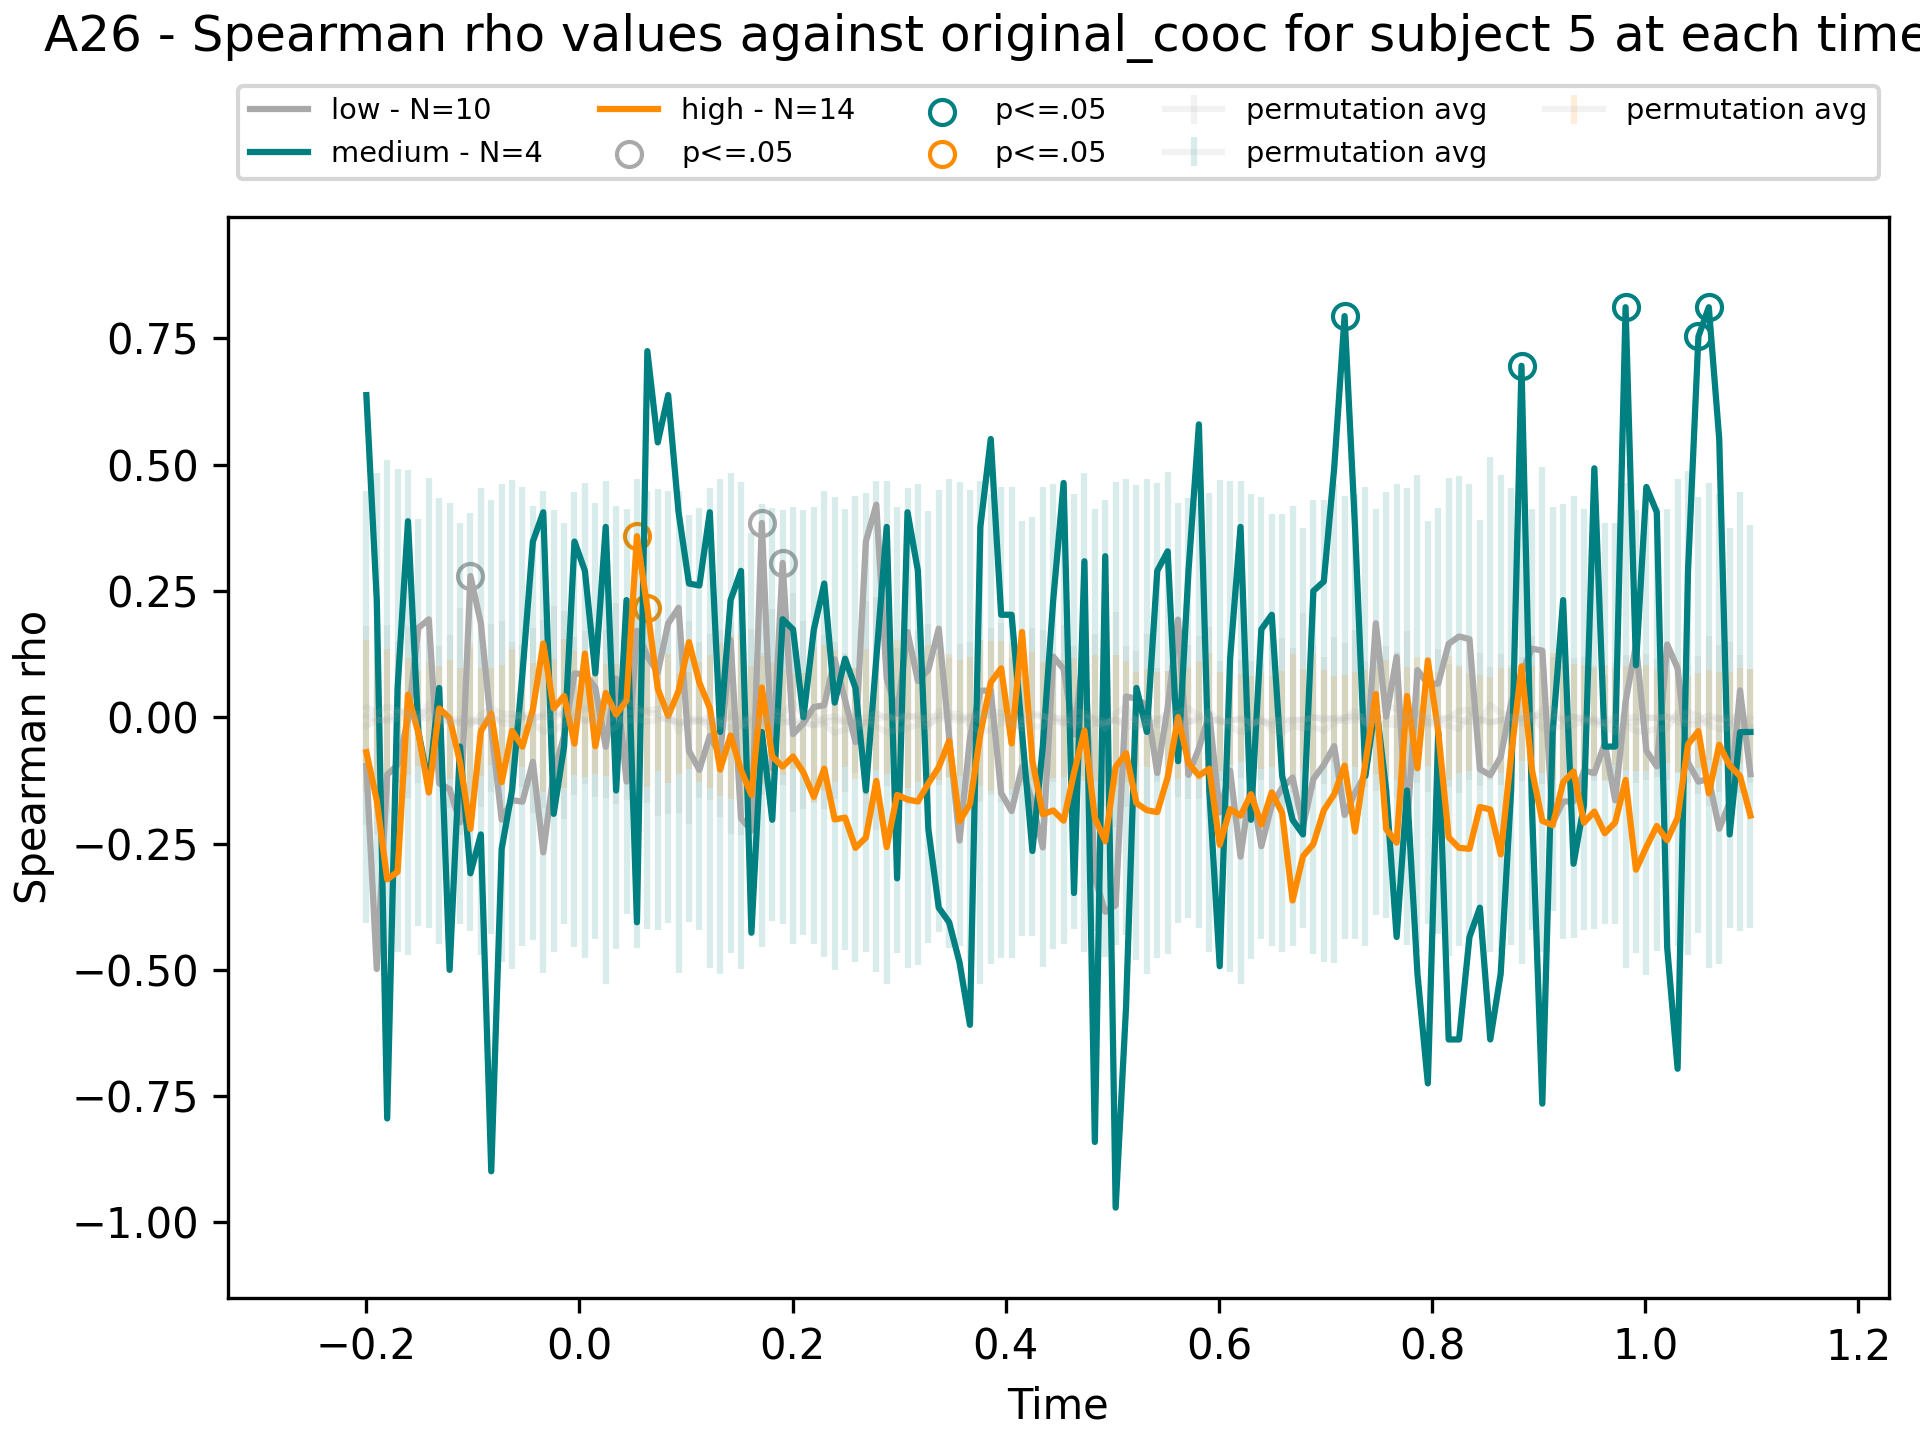 A26 - Spearman rho values against original_cooc for subject 5 at each time
low - N=10
medium - N=4
high - N=14
p<=.05
p<=.05
p<=.05
permutation avg
permutation avg
permutation avg
Spearman rho
0.75
0.50
0.25
0.00
−0.25
−0.50
−0.75
−1.00
−0.2 0.0 0.2 0.4 0.6 0.8 1.0 1.2
Time